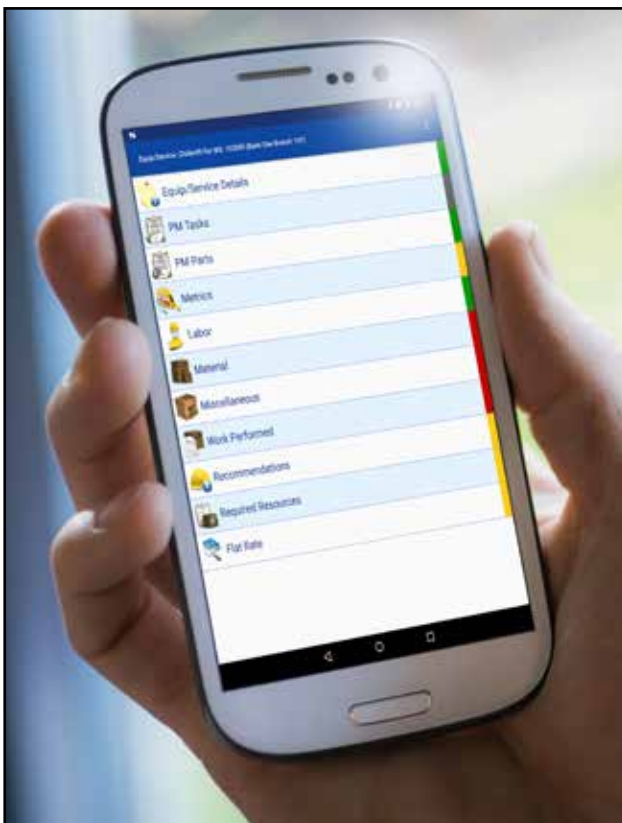 Equip/Service Details
PM Tasks
PM Parts
Metrics
Labor
Material
Miscellaneous
Work Performed
Recommendations
Required Resources
Flat Rate